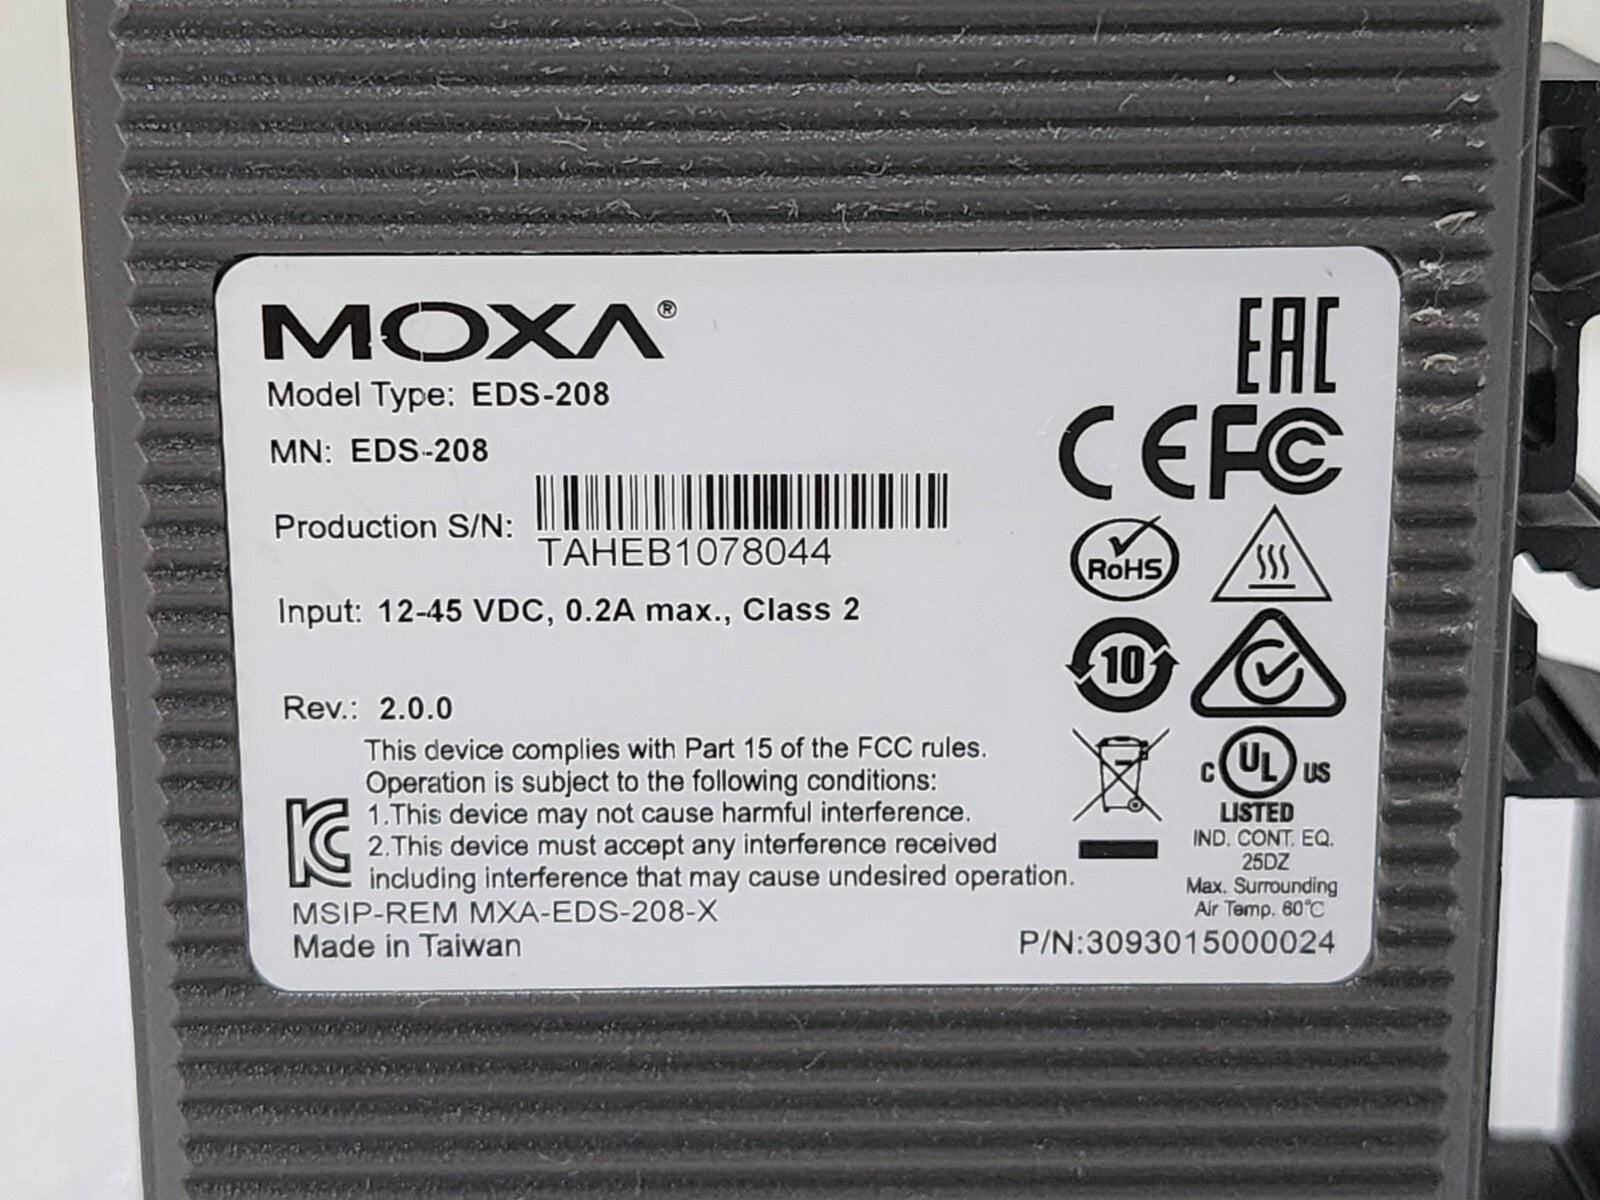 MOXA®
EAC
Model Type: EDS-208
MN: EDS-208
CE FC
Production S/N:
TAHEB1078044
RoHS
Input: 12-45 VDC, 0.2A max., Class 2
10
Rev.: 2.0.0
This device complies with Part 15 of the FCC rules.
Operation is subject to the following conditions:
1.This device may not cause harmful interference.
2.This device must accept any interference received
including interference that may cause undesired operation.
C UL US
LISTED
IND. CONT. EQ.
25DZ
Max. Surrounding
Air Temp. 60°C
KC
MSIP-REM MXA-EDS-208-X
Made in Taiwan
P/N:3093015000024